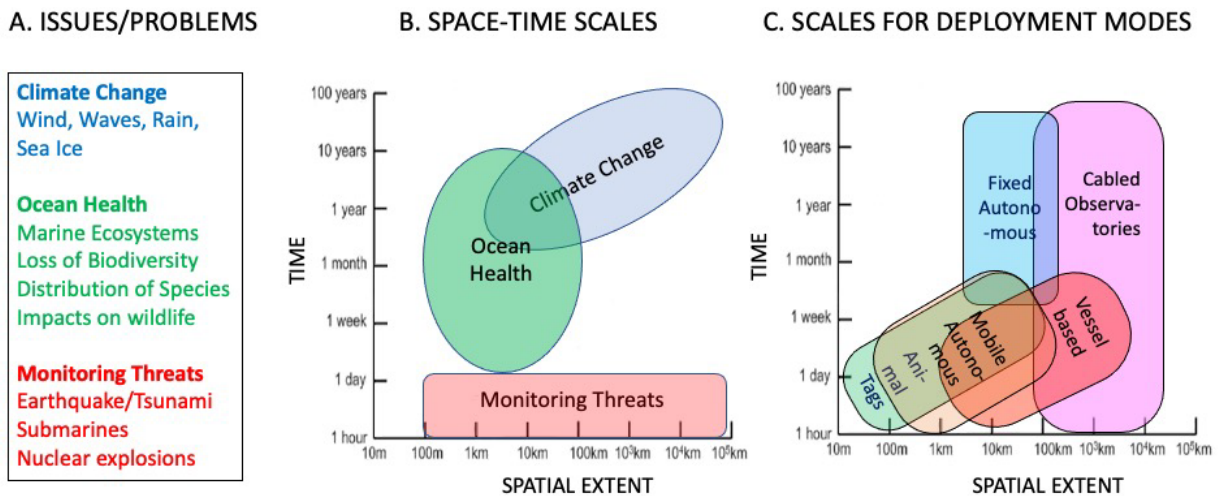 A. ISSUES/PROBLEMS
Climate Change
Wind, Waves, Rain,
Sea Ice
Ocean Health
Marine Ecosystems
Loss of Biodiversity
Distribution of Species
Impacts on wildlife
Monitoring Threats
Earthquake/Tsunami
Submarines
Nuclear explosions
B. SPACE-TIME SCALES
TIME
100 years
10 years
1 year
1 month
1 week
1 day
1 hour
Climate Change
Ocean
Health
Monitoring Threats
10m 100m 1km 10km 100km 10³km 10⁴km 10⁵km
SPATIAL EXTENT
C. SCALES FOR DEPLOYMENT MODES
TIME
100 years
10 years
1 year
1 month
1 week
1 day
1 hour
Fixed
Autono
-mous
Cabled
Observa-
tories
Tags
Ani-
mal
Mobile
Autono-
mous
Vessel
based
10m 100m 1km 10km 100km 10³km 10⁴km 10⁵km
SPATIAL EXTENT